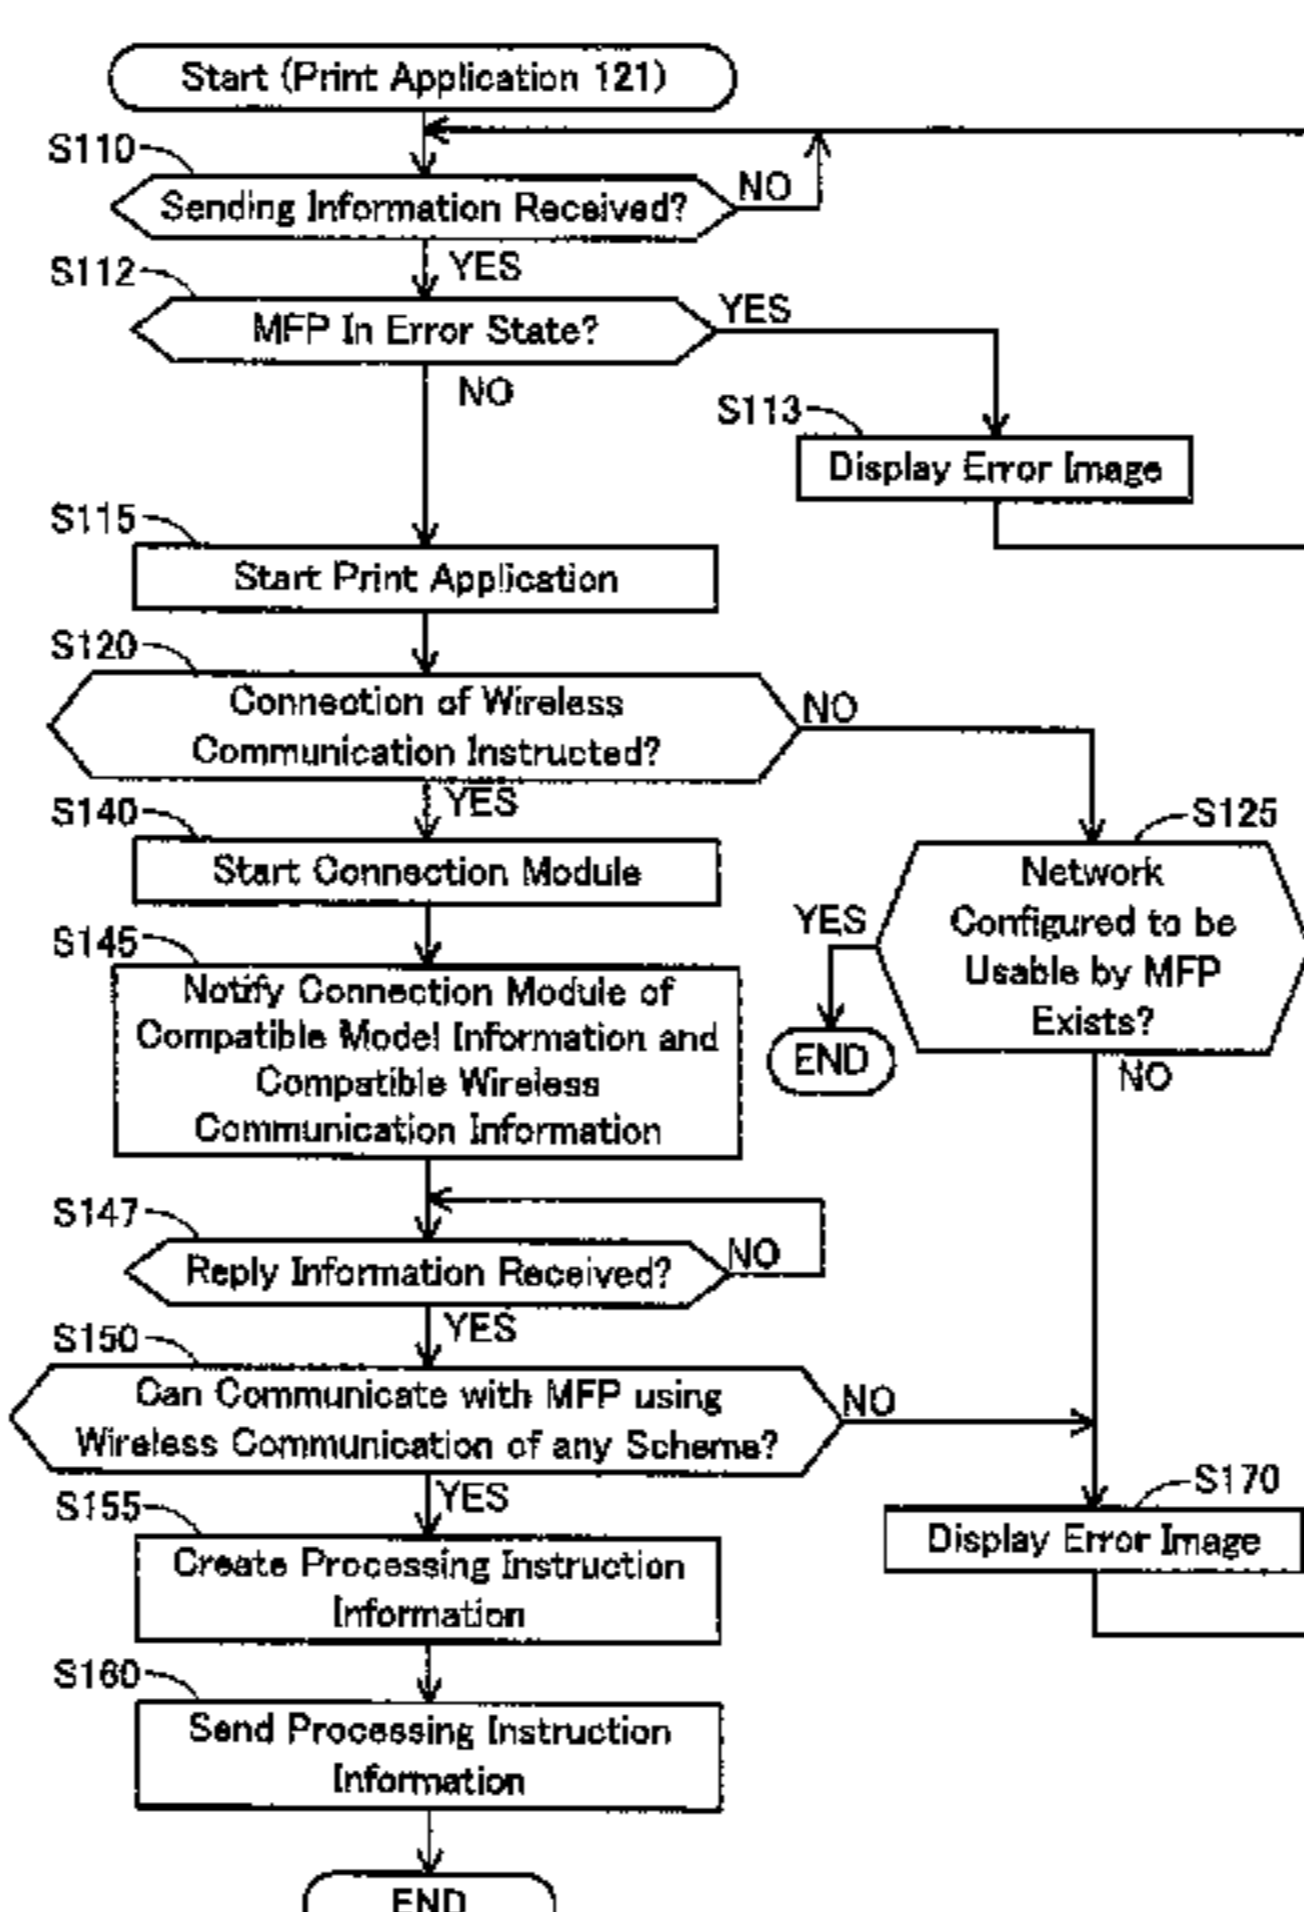 Start (Print Application 121)
S110
Sending Information Received?
NO
YES
S112
MFP In Error State?
YES
NO
S113
Display Error Image
S115
Start Print Application
S120
Connection of Wireless
Communication Instructed?
NO
YES
S125
Network
Configured to be
Usable by MFP
Exists?
YES
END
NO
S140
Start Connection Module
S145
Notify Connection Module of
Compatible Model Information and
Compatible Wireless
Communication Information
S147
Reply Information Received?
NO
YES
S150
Can Communicate with MFP using
Wireless Communication of any Scheme?
NO
YES
S170
Display Error Image
S155
Create Processing Instruction
Information
S160
Send Processing Instruction
Information
END